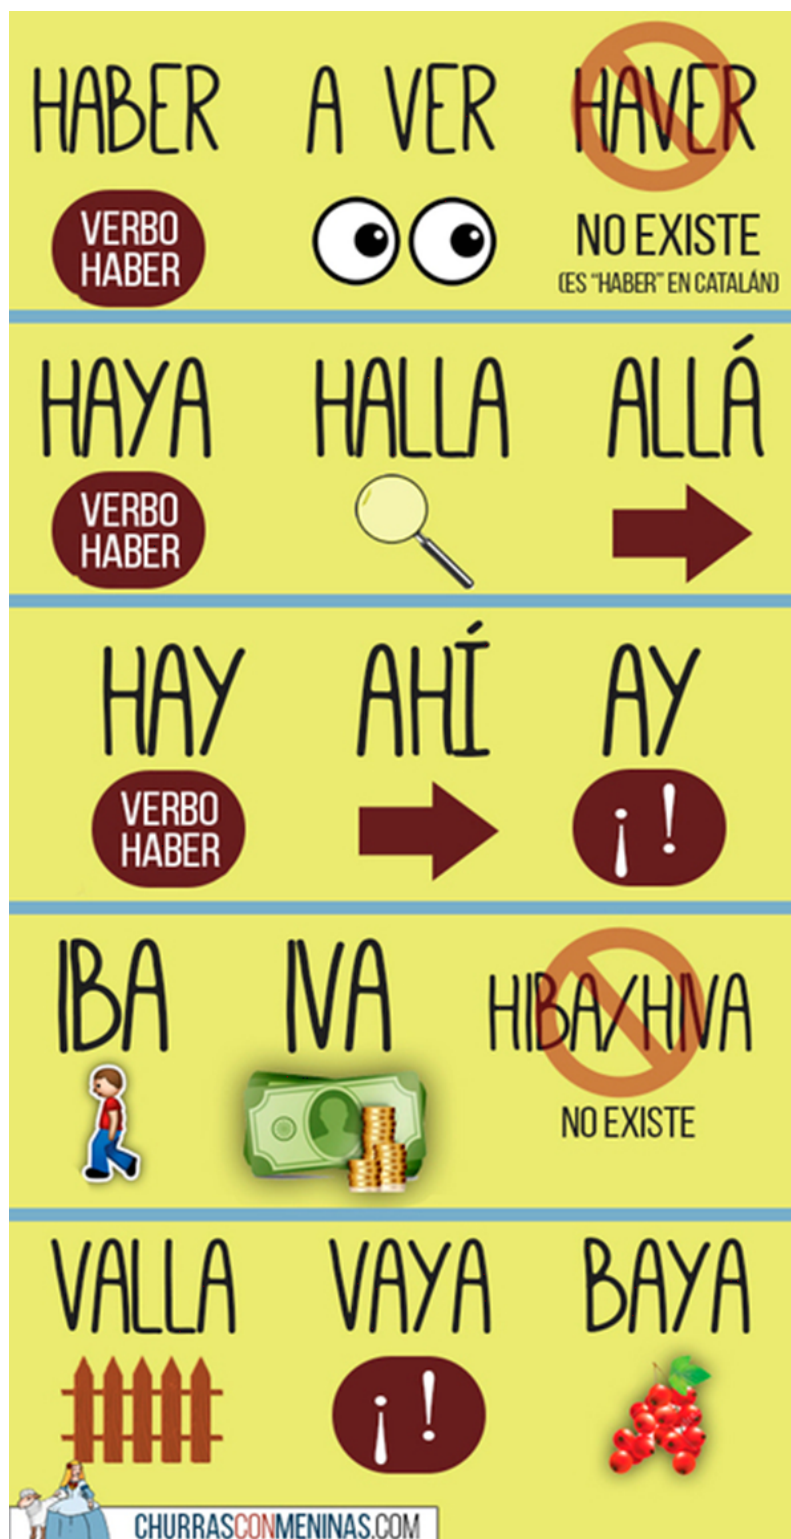 HABER A VER HAVER
VERBO
HABER
NO EXISTE
(ES "HABER" EN CATALÁN)
HAYA HALLA ALLÁ
VERBO
HABER
HAY AHÍ AY
VERBO
HABER
¡ !
IBA IVA HIBA/HIVA
NO EXISTE
VALLA VAYA BAYA
¡ !
CHURRASCONMENINAS.COM